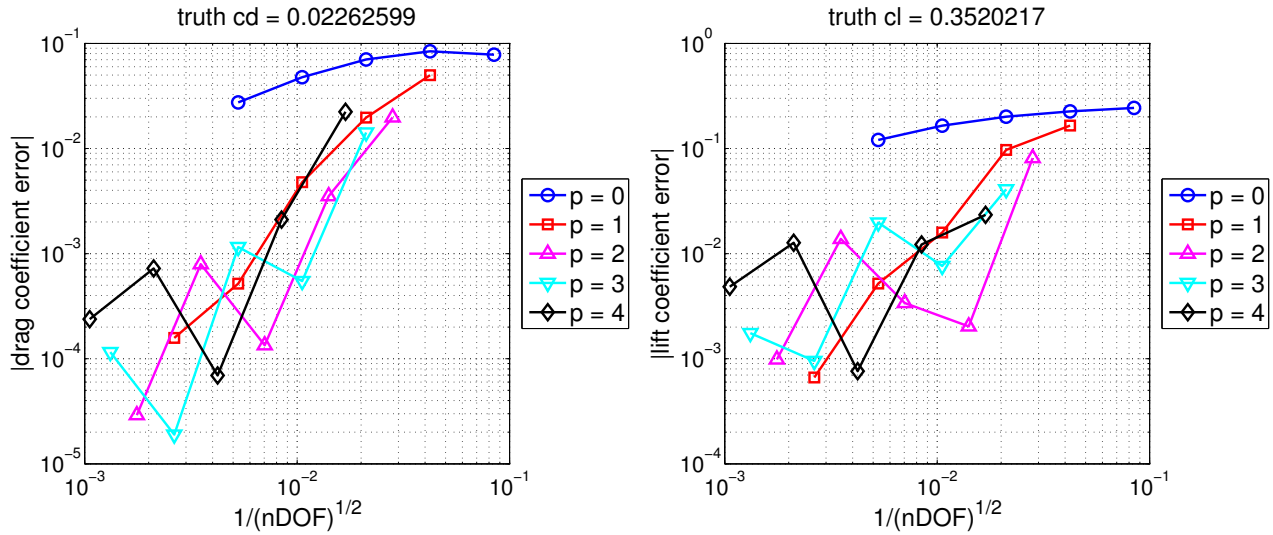 truth cd = 0.02262599
|drag coefficient error|
10^−1
10^−2
10^−3
10^−4
10^−5
10^−3
10^−2
10^−1
1/(nDOF)^1/2
p = 0
p = 1
p = 2
p = 3
p = 4
truth cl = 0.3520217
|lift coefficient error|
10^0
10^−1
10^−2
10^−3
10^−4
10^−3
10^−2
10^−1
1/(nDOF)^1/2
p = 0
p = 1
p = 2
p = 3
p = 4